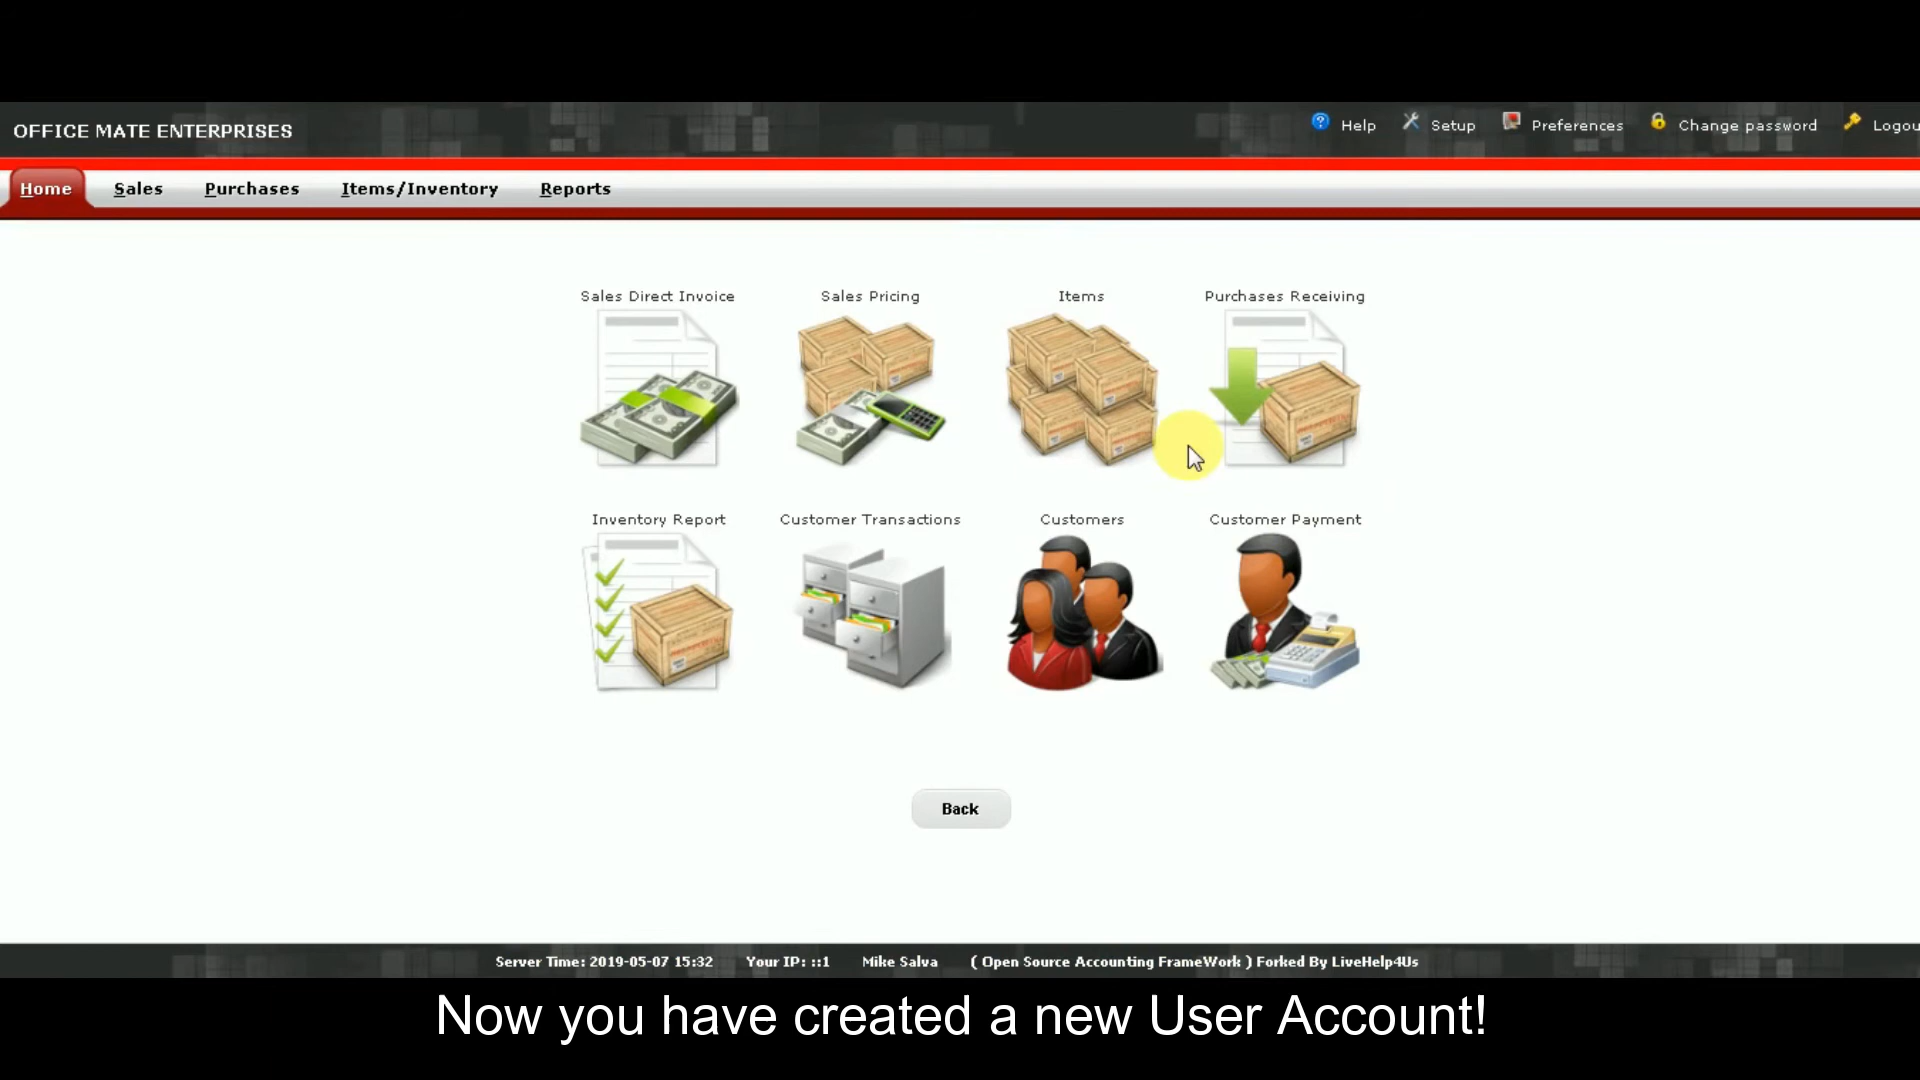 OFFICE MATE ENTERPRISES
Help Setup Preferences Change password Logou
Home Sales Purchases Items/Inventory Reports
Sales Direct Invoice Sales Pricing Items Purchases Receiving
Inventory Report Customer Transactions Customers Customer Payment
Back
Server Time: 2019-05-07 15:32 Your IP: ::1 Mike Salva ( Open Source Accounting FrameWork ) Forked By LiveHelp4Us
Now you have created a new User Account!